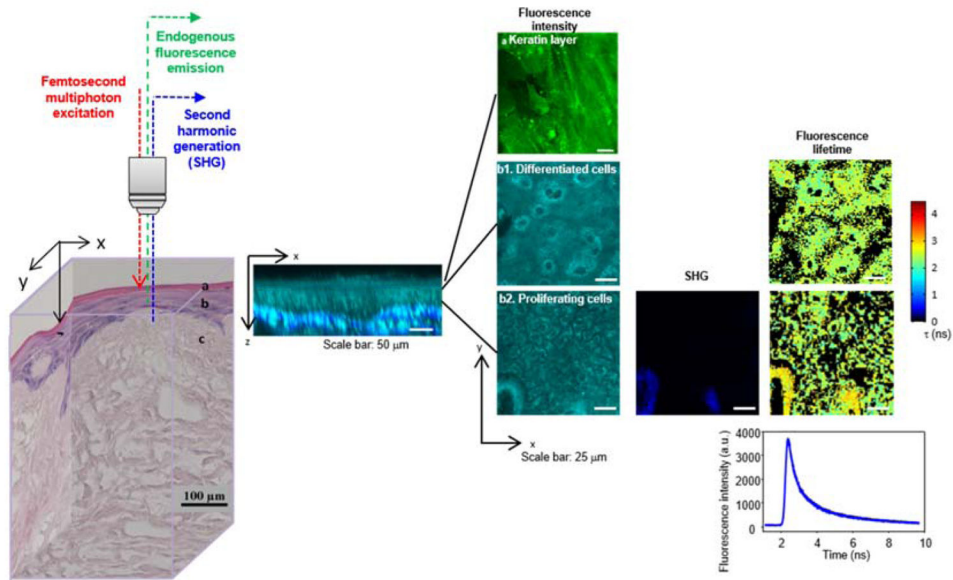 Endogenous
fluorescence
emission
Femtosecond
multiphoton
excitation
Second
harmonic
generation
(SHG)
x
y
a
b
c
100 µm
x
z
Scale bar: 50 µm
Fluorescence
intensity
a Keratin layer
b1. Differentiated cells
b2. Proliferating cells
y
x
Scale bar: 25 µm
SHG
Fluorescence
lifetime
4
3
2
1
0
τ (ns)
Fluorescence intensity (a.u.)
4000
3000
2000
1000
0
2 4 6 8 10
Time (ns)